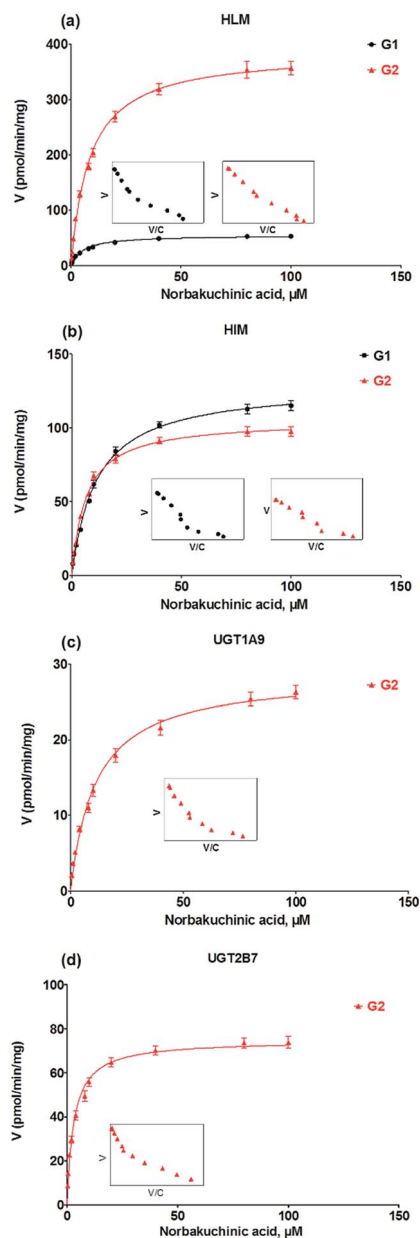 (a)
HLM
G1
G2
400
300
200
100
0
V (pmol/min/mg)
V
V/C
V
V/C
0
50
100
150
Norbakuchinic acid, µM
(b)
HIM
G1
G2
150
100
50
0
V (pmol/min/mg)
V
V/C
V
V/C
0
50
100
150
Norbakuchinic acid, µM
(c)
UGT1A9
G2
30
20
10
0
V (pmol/min/mg)
V
V/C
0
50
100
150
Norbakuchinic acid, µM
(d)
UGT2B7
G2
100
80
60
40
20
0
V (pmol/min/mg)
V
V/C
0
50
100
150
Norbakuchinic acid, µM